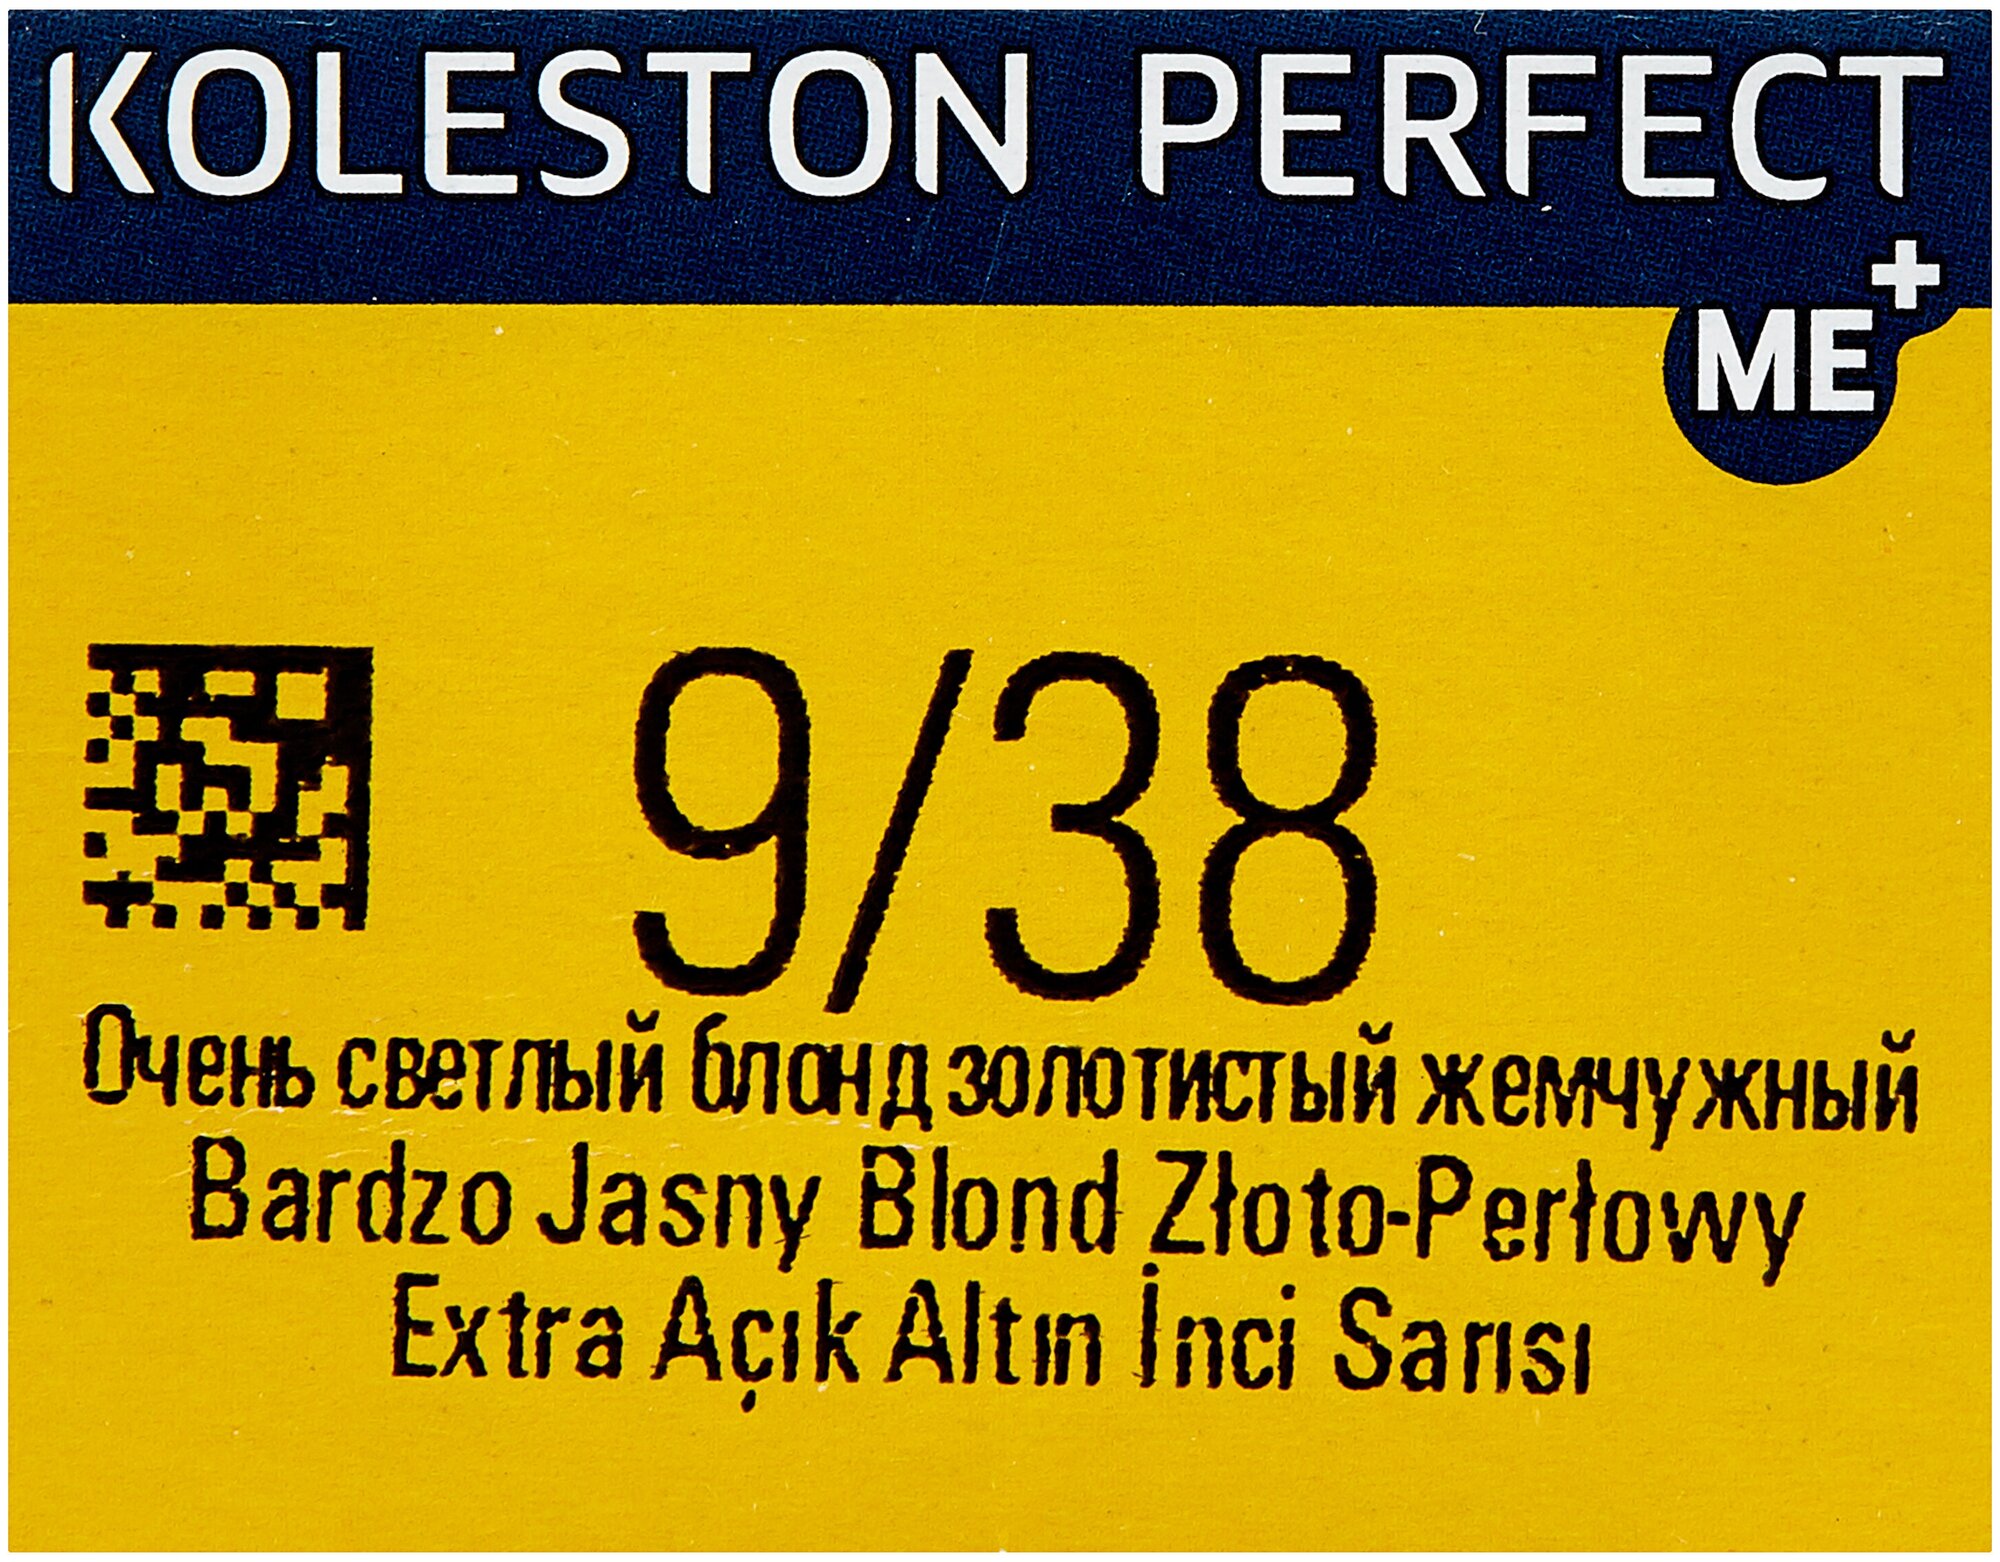 KOLESTON PERFECT
ME+
9/38
Очень светлый блонд золотистый жемчужный
Bardzo Jasny Blond Złoto-Perłowy
Extra Açık Altın İnci Sarısı